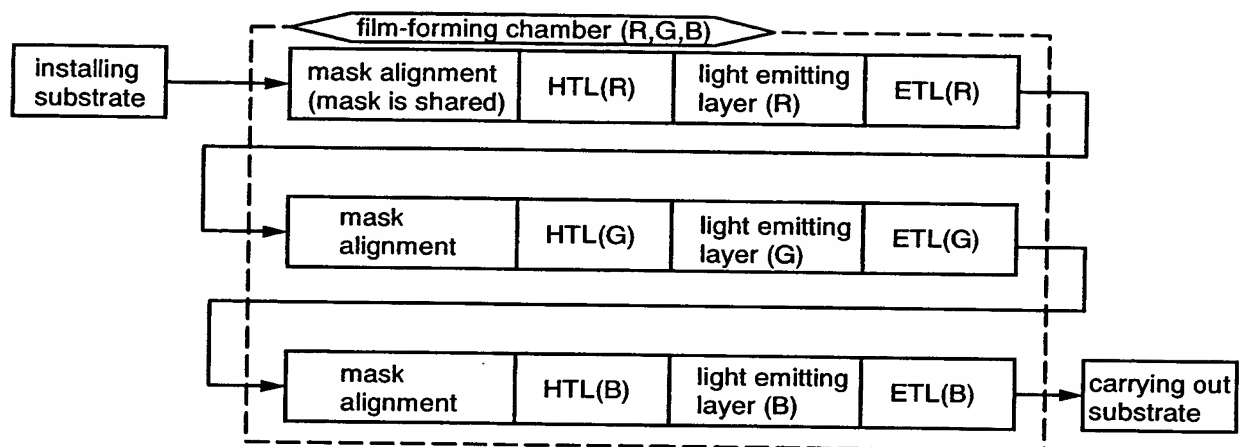 film-forming chamber (R,G,B)
installing
substrate
mask alignment
(mask is shared)
HTL(R)
light emitting
layer (R)
ETL(R)
mask
alignment
HTL(G)
light emitting
layer (G)
ETL(G)
mask
alignment
HTL(B)
light emitting
layer (B)
ETL(B)
carrying out
substrate